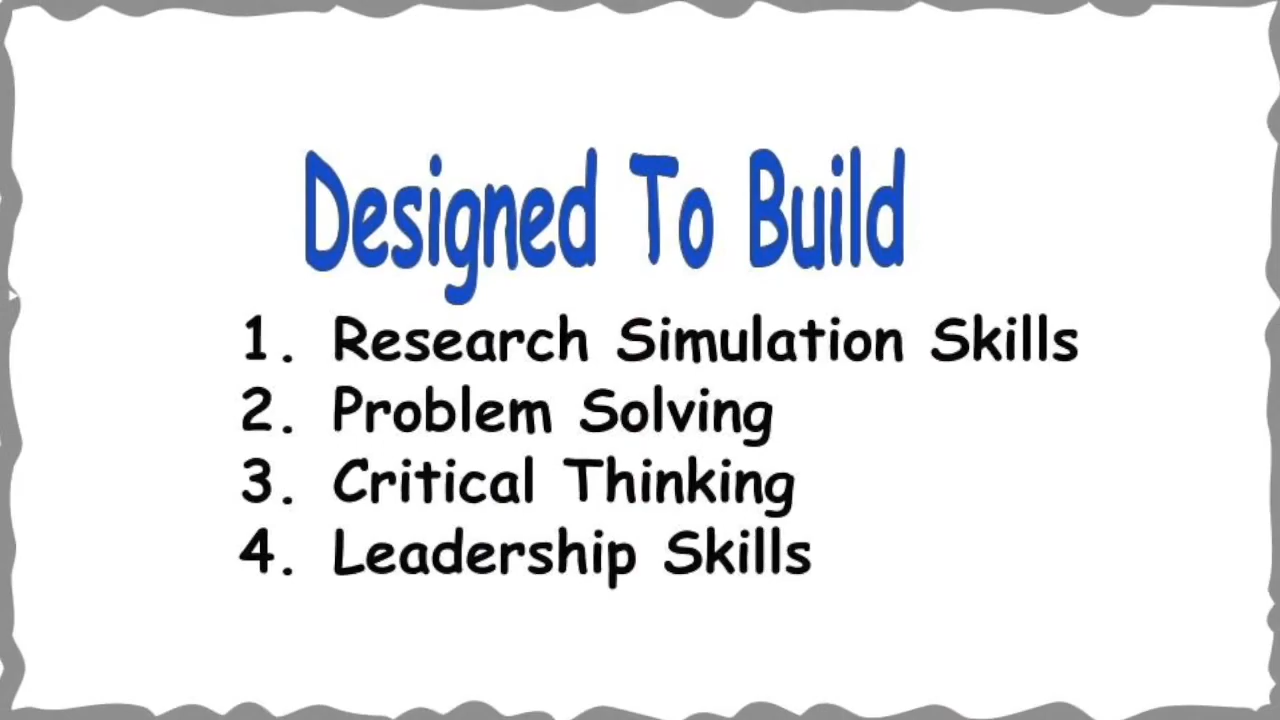 Designed To Build
1. Research Simulation Skills
2. Problem Solving
3. Critical Thinking
4. Leadership Skills